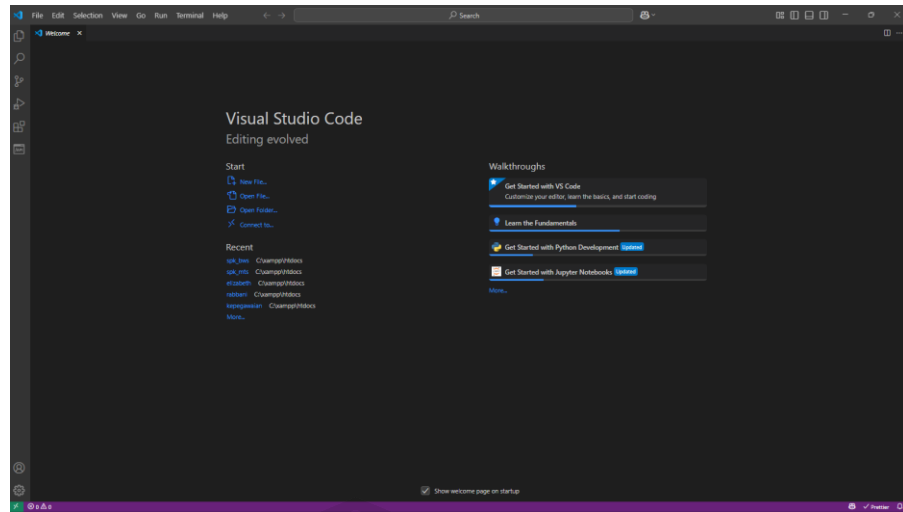 File Edit Selection View Go Run Terminal Help
Search
Welcome
Visual Studio Code
Editing evolved
Start
New File...
Open File...
Open Folder...
Connect to...
Recent
spk_bws C:\xampp\htdocs
spk_mfs C:\xampp\htdocs
elizabeth C:\xampp\htdocs
rabbani C:\xampp\htdocs
kepegawaian C:\xampp\htdocs
More...
Walkthroughs
Get Started with VS Code
Customize your editor, learn the basics, and start coding
Learn the Fundamentals
Get Started with Python Development Updated
Get Started with Jupyter Notebooks Updated
More...
Show welcome page on startup
0 0
Prettier